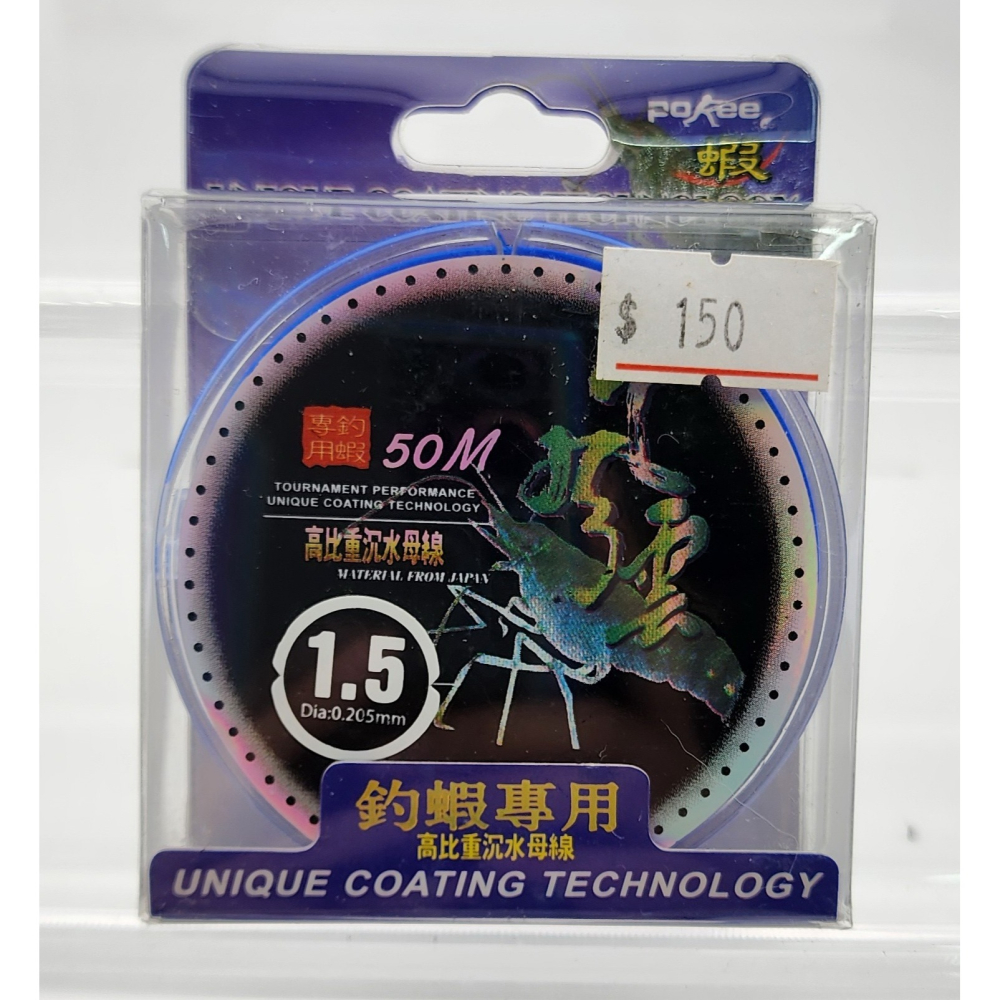 poKee
蝦
$ 150
專釣
用蝦
50M
TOURNAMENT PERFORMANCE
UNIQUE COATING TECHNOLOGY
高比重沉水母線
MATERIAL FROM JAPAN
雲
1.5
Dia:0.205mm
釣蝦專用
高比重沉水母線
UNIQUE COATING TECHNOLOGY